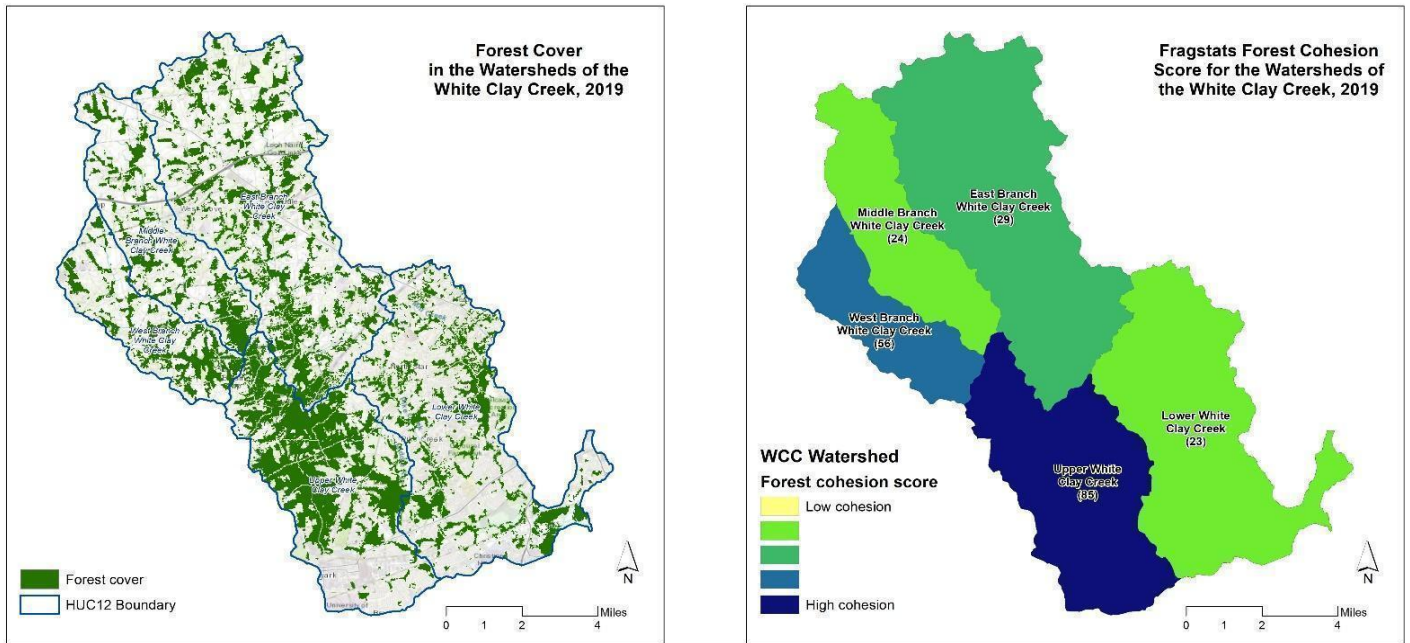 Forest Cover
in the Watersheds of the
White Clay Creek, 2019
East Branch
White Clay
Creek
Middle
Branch White
Clay Creek
West Branch
White Clay
Creek
Lower White
Clay Creek
Upper White
Clay Creek
University of
Forest cover
HUC12 Boundary
N
Miles
0 1 2 4
Fragstats Forest Cohesion
Score for the Watersheds of
the White Clay Creek, 2019
East Branch
White Clay Creek
(29)
Middle Branch
White Clay Creek
(24)
West Branch
White Clay Creek
(56)
Lower White
Clay Creek
(23)
Upper White
Clay Creek
(85)
WCC Watershed
Forest cohesion score
Low cohesion
High cohesion
N
Miles
0 1 2 4